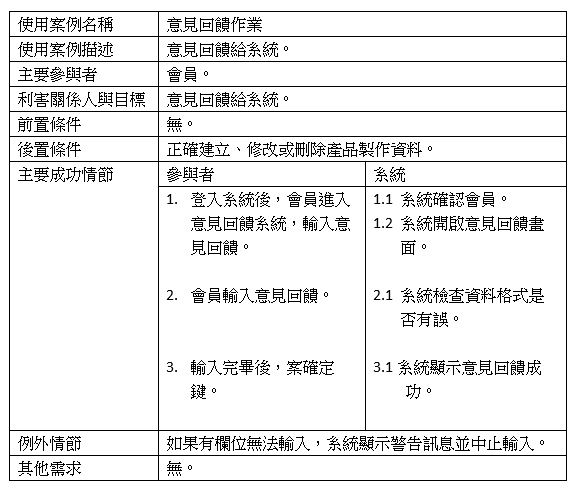 使用案例名稱 意見回饋作業
使用案例描述 意見回饋給系統。
主要參與者 會員。
利害關係人與目標 意見回饋給系統。
前置條件 無。
後置條件 正確建立、修改或刪除產品製作資料。
主要成功情節 參與者 系統
1. 登入系統後，會員進入
意見回饋系統，輸入意
見回饋。
1.1 系統確認會員。
1.2 系統開啟意見回饋畫
面。
2. 會員輸入意見回饋。
2.1 系統檢查資料格式是
否有誤。
3. 輸入完畢後，案確定
鍵。
3.1 系統顯示意見回饋成
功。
例外情節 如果有欄位無法輸入，系統顯示警告訊息並中止輸入。
其他需求 無。